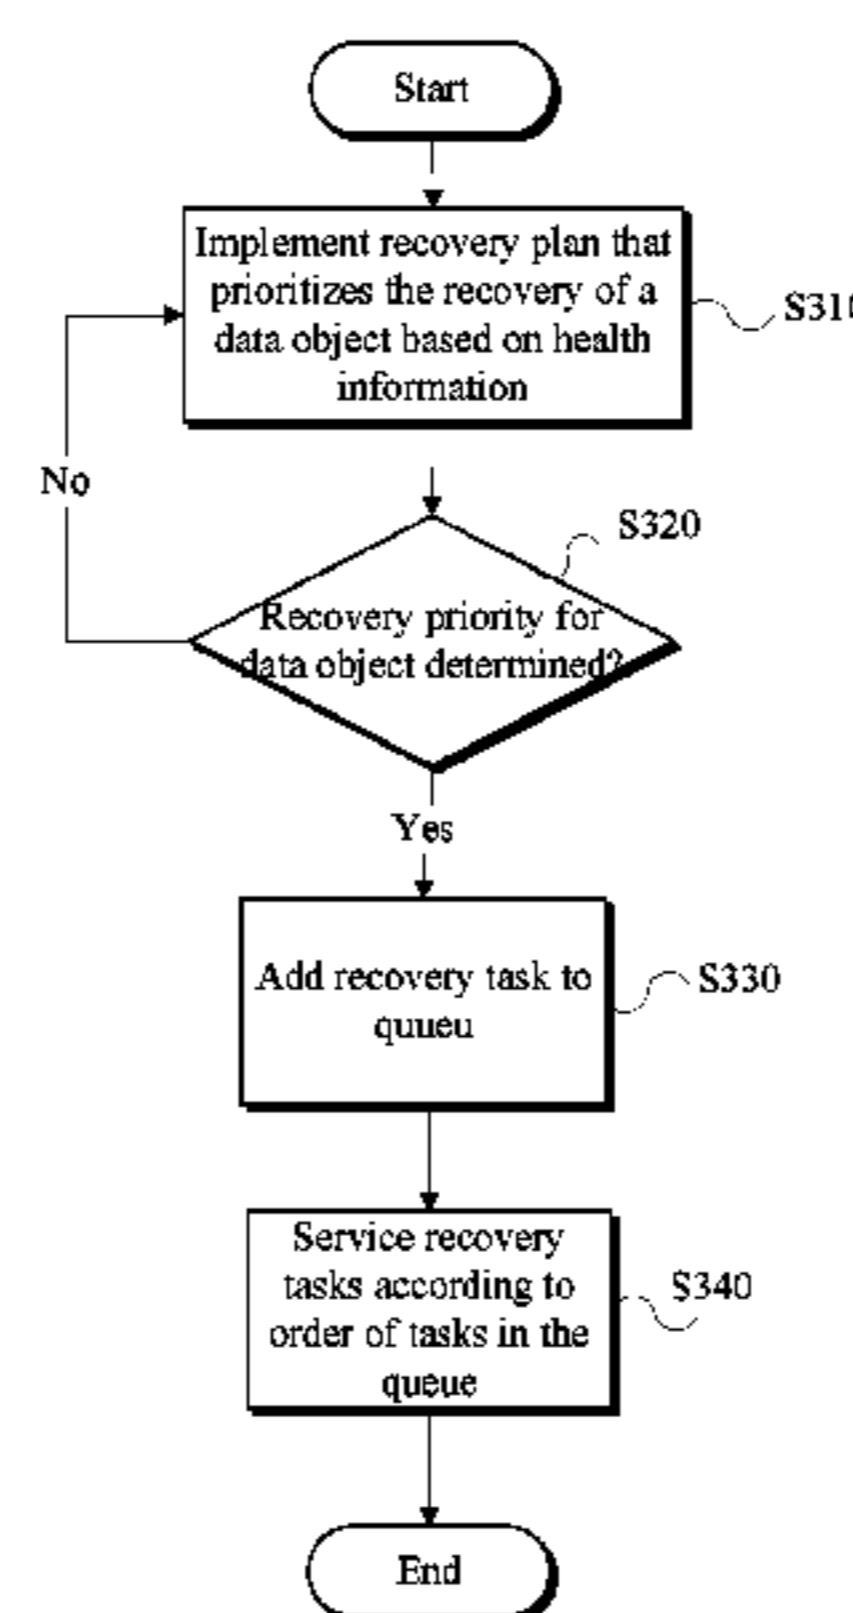 Start
Implement recovery plan that
prioritizes the recovery of a
data object based on health
information
S310
No
S320
Recovery priority for
data object determined?
Yes
Add recovery task to
quueu
S330
Service recovery
tasks according to
order of tasks in the
queue
S340
End